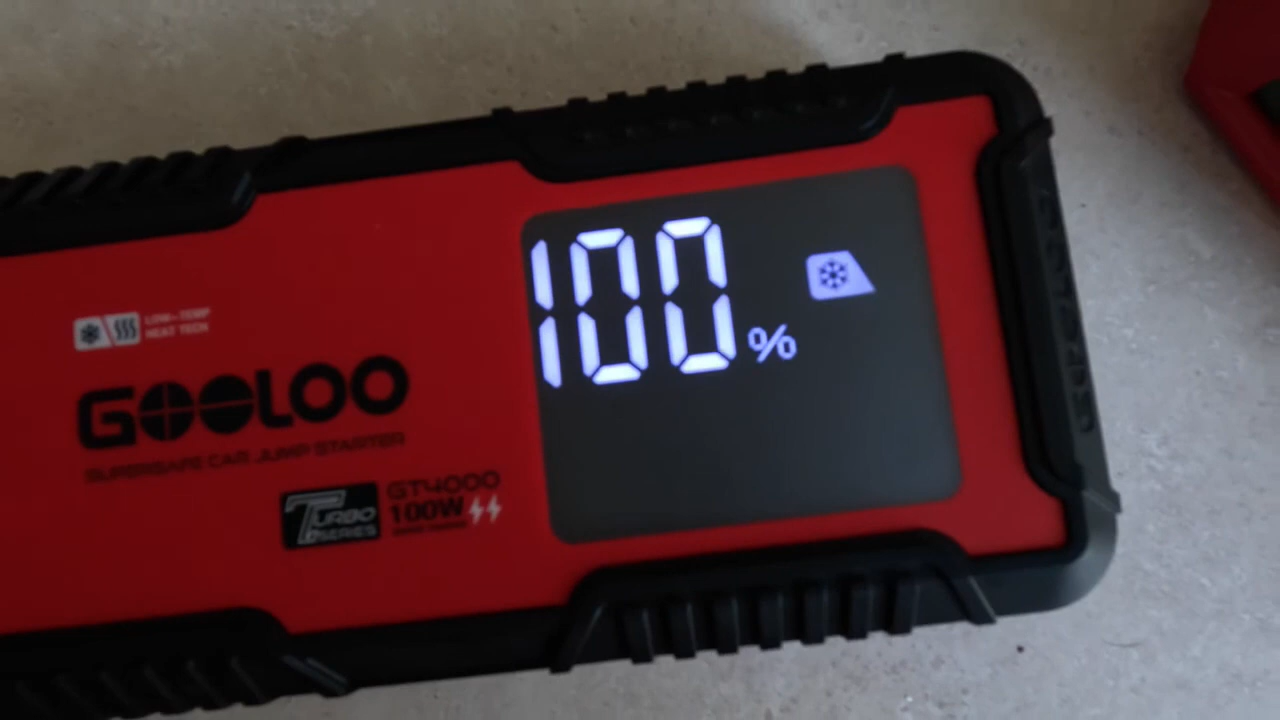 100%
LOW-TEMP
HEAT TECH
GOOLOO
SUPERSAFE CAR JUMP STARTER
TURBO
SERIES
GT4000
100W